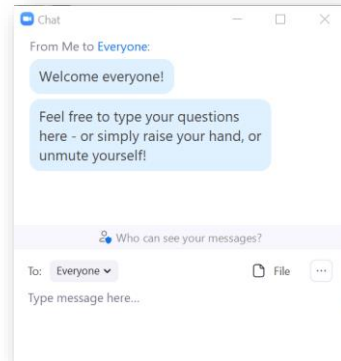 Chat
From Me to Everyone:
Welcome everyone!
Feel free to type your questions
here - or simply raise your hand, or
unmute yourself!
Who can see your messages?
To: Everyone File ...
Type message here...